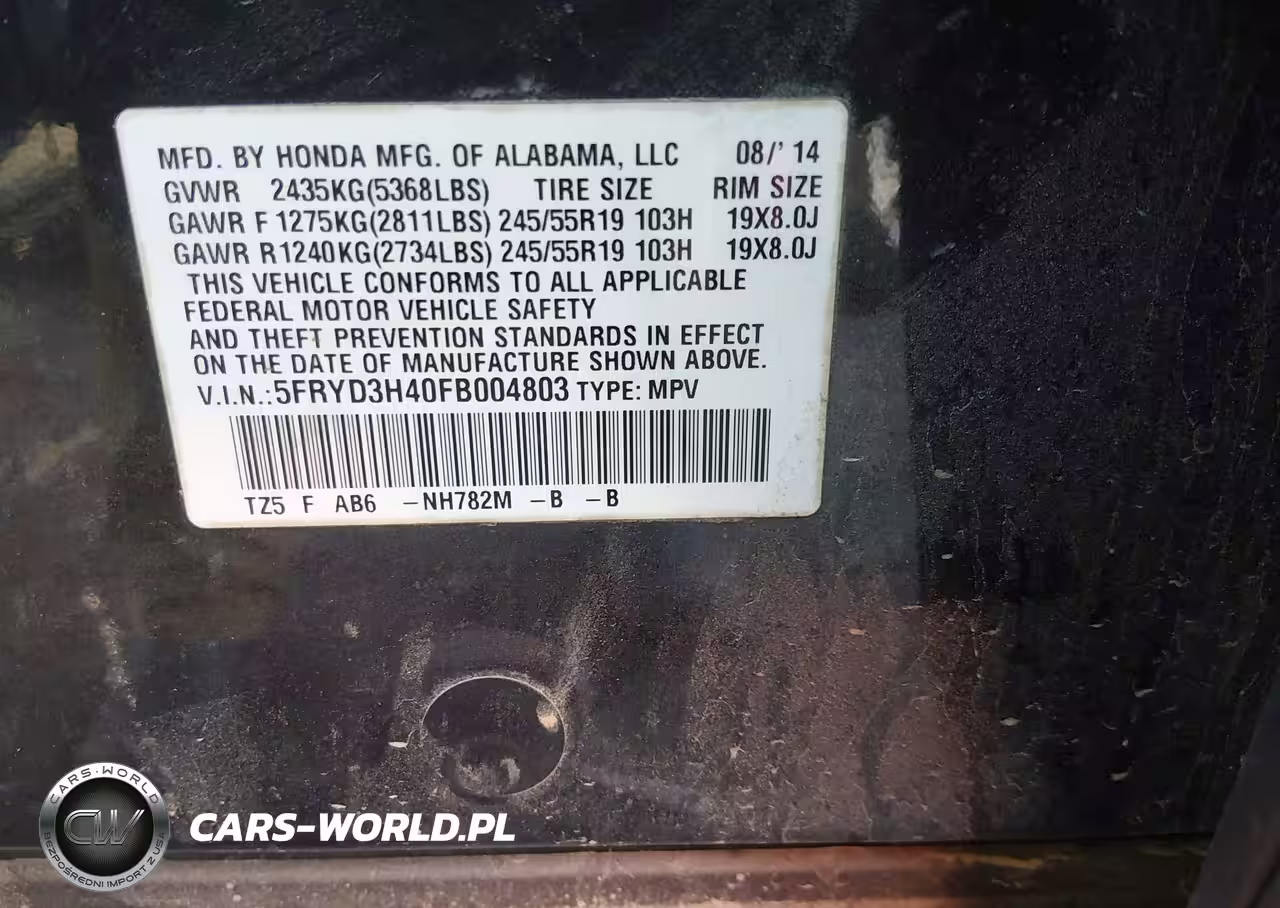 MFD. BY HONDA MFG. OF ALABAMA, LLC 08/' 14
GVWR 2435KG(5368LBS) TIRE SIZE RIM SIZE
GAWR F 1275KG(2811LBS) 245/55R19 103H 19X8.0J
GAWR R1240KG(2734LBS) 245/55R19 103H 19X8.0J
THIS VEHICLE CONFORMS TO ALL APPLICABLE
FEDERAL MOTOR VEHICLE SAFETY
AND THEFT PREVENTION STANDARDS IN EFFECT
ON THE DATE OF MANUFACTURE SHOWN ABOVE.
V.I.N.:5FRYD3H40FB004803 TYPE: MPV
TZ5 F AB6 -NH782M -B -B
CARS-WORLD
CW
BEZPOŚREDNI IMPORT Z USA
CARS-WORLD.PL